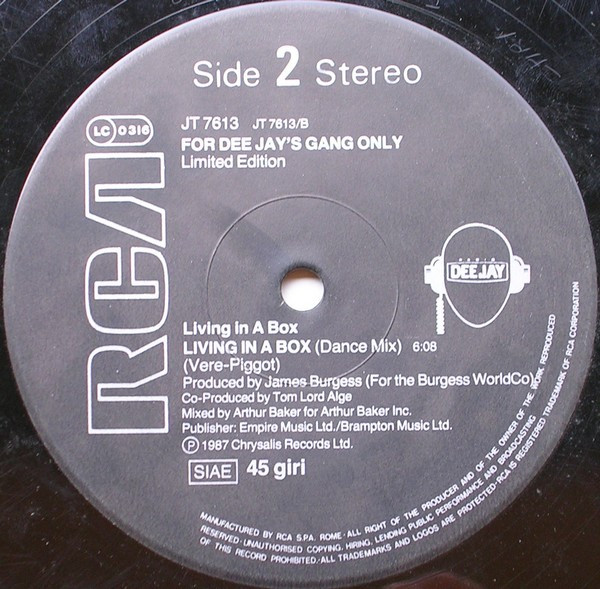 Side 2 Stereo
LC 0316
JT 7613 JT 7613/B
FOR DEE JAY'S GANG ONLY
Limited Edition
RCA
RADIO
DEEJAY
Living in A Box
LIVING IN A BOX (Dance Mix) 6:08
(Vere-Piggot)
Produced by James Burgess (For the Burgess WorldCo)
Co-Produced by Tom Lord Alge
Mixed by Arthur Baker for Arthur Baker Inc.
Publisher: Empire Music Ltd./Brampton Music Ltd.
Ⓟ 1987 Chrysalis Records Ltd.
SIAE 45 giri
MANUFACTURED BY RCA S.P.A. ROME·ALL RIGHT OF THE PRODUCER AND OF THE OWNER OF THE WORK REPRODUCED
RESERVED·UNAUTHORISED COPYING, HIRING, LENDING PUBLIC PERFORMANCE AND BROADCASTING
OF THIS RECORD PROHIBITED·ALL TRADEMARKS AND LOGOS ARE PROTECTED·RCA IS REGISTERED TRADEMARK OF RCA CORPORATION